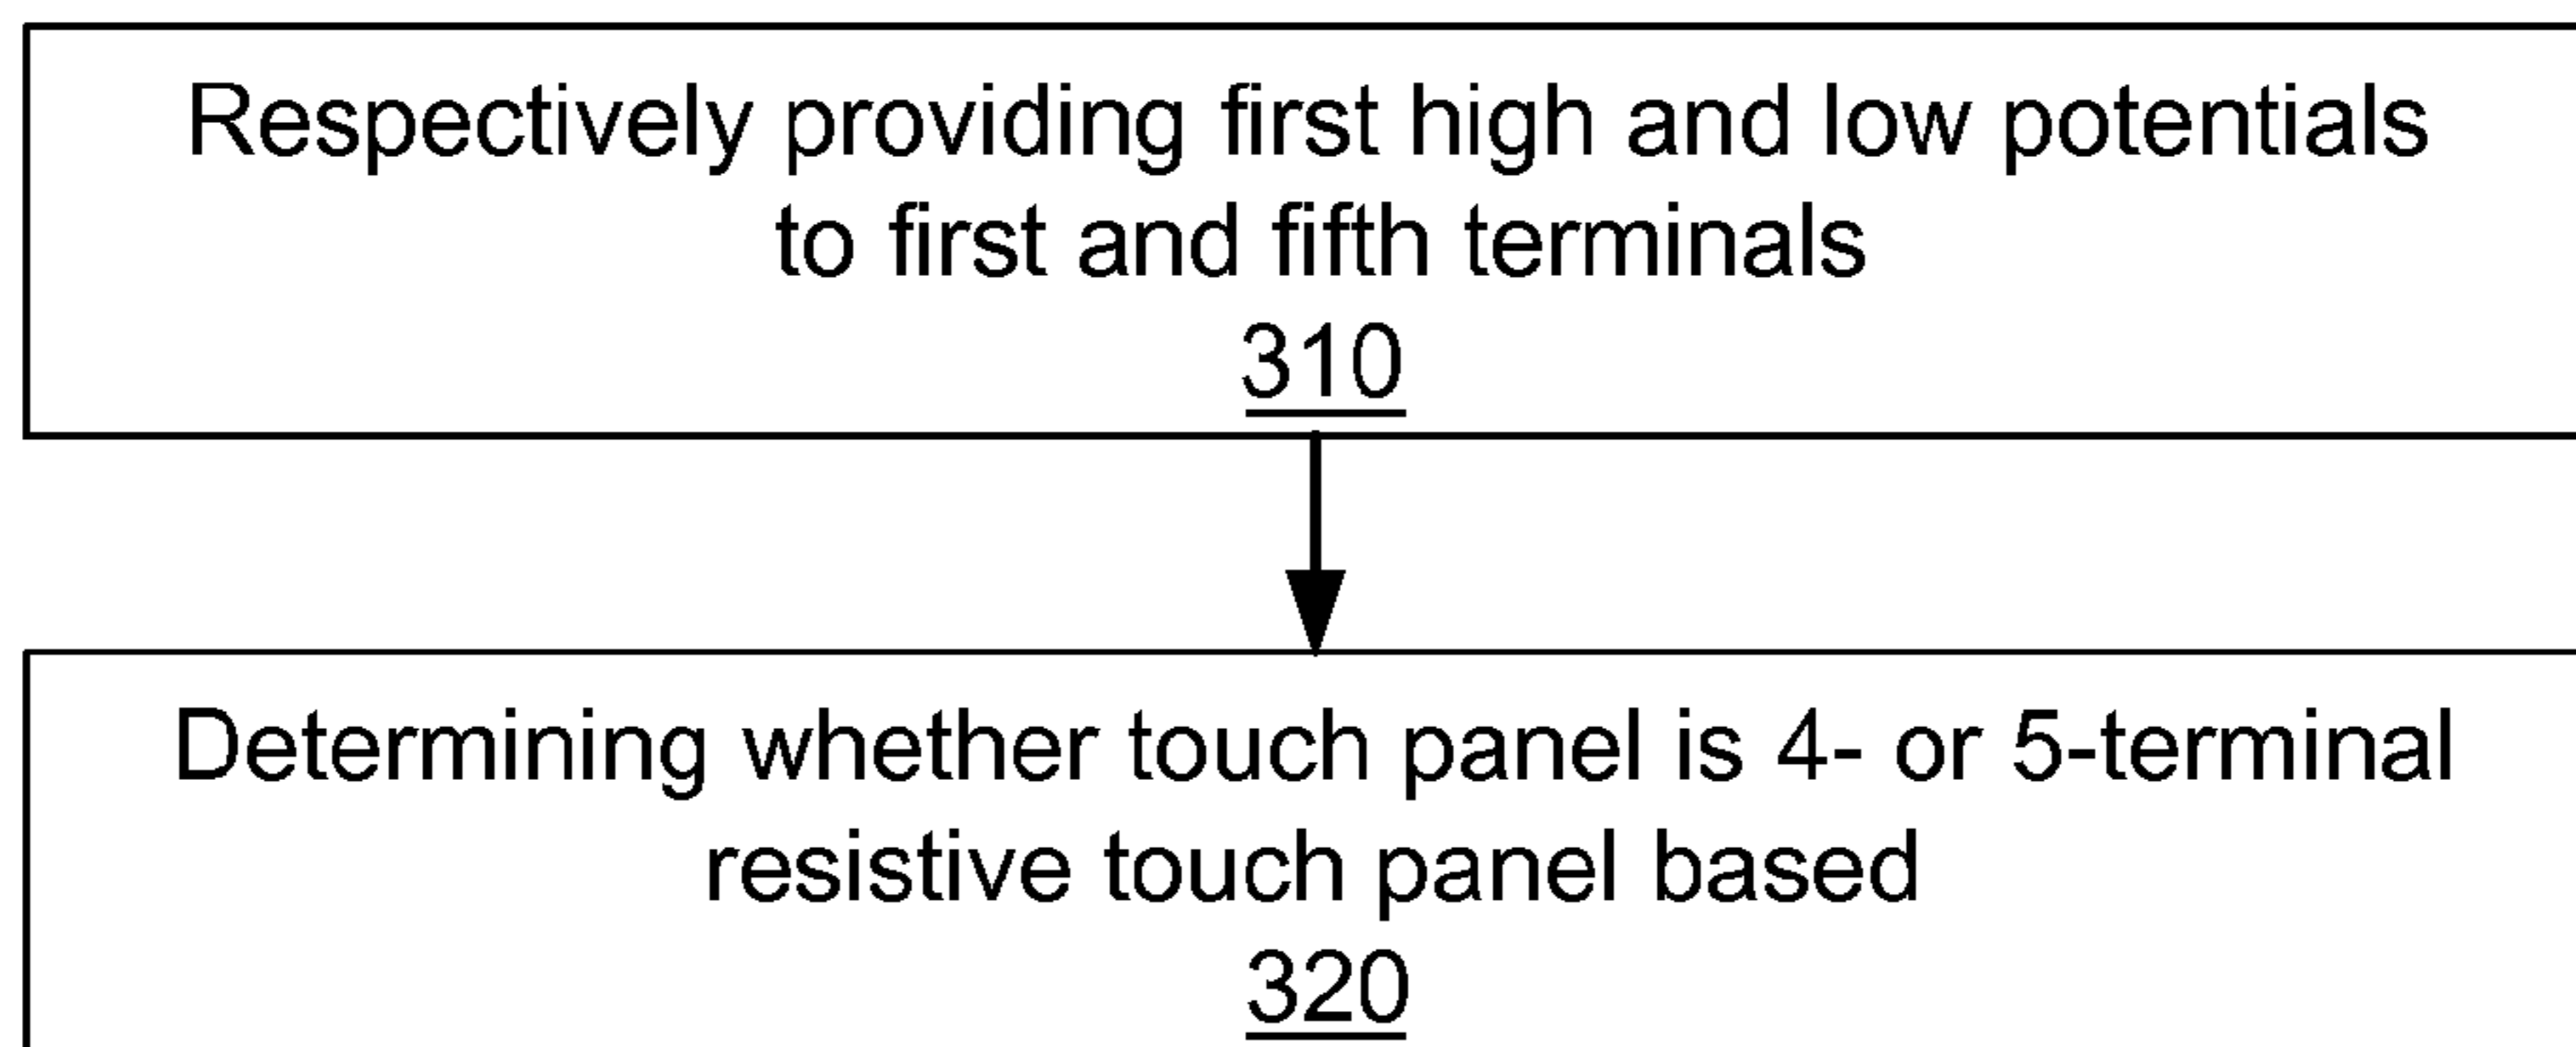 Respectively providing first high and low potentials
to first and fifth terminals
310
Determining whether touch panel is 4- or 5-terminal
resistive touch panel based
320